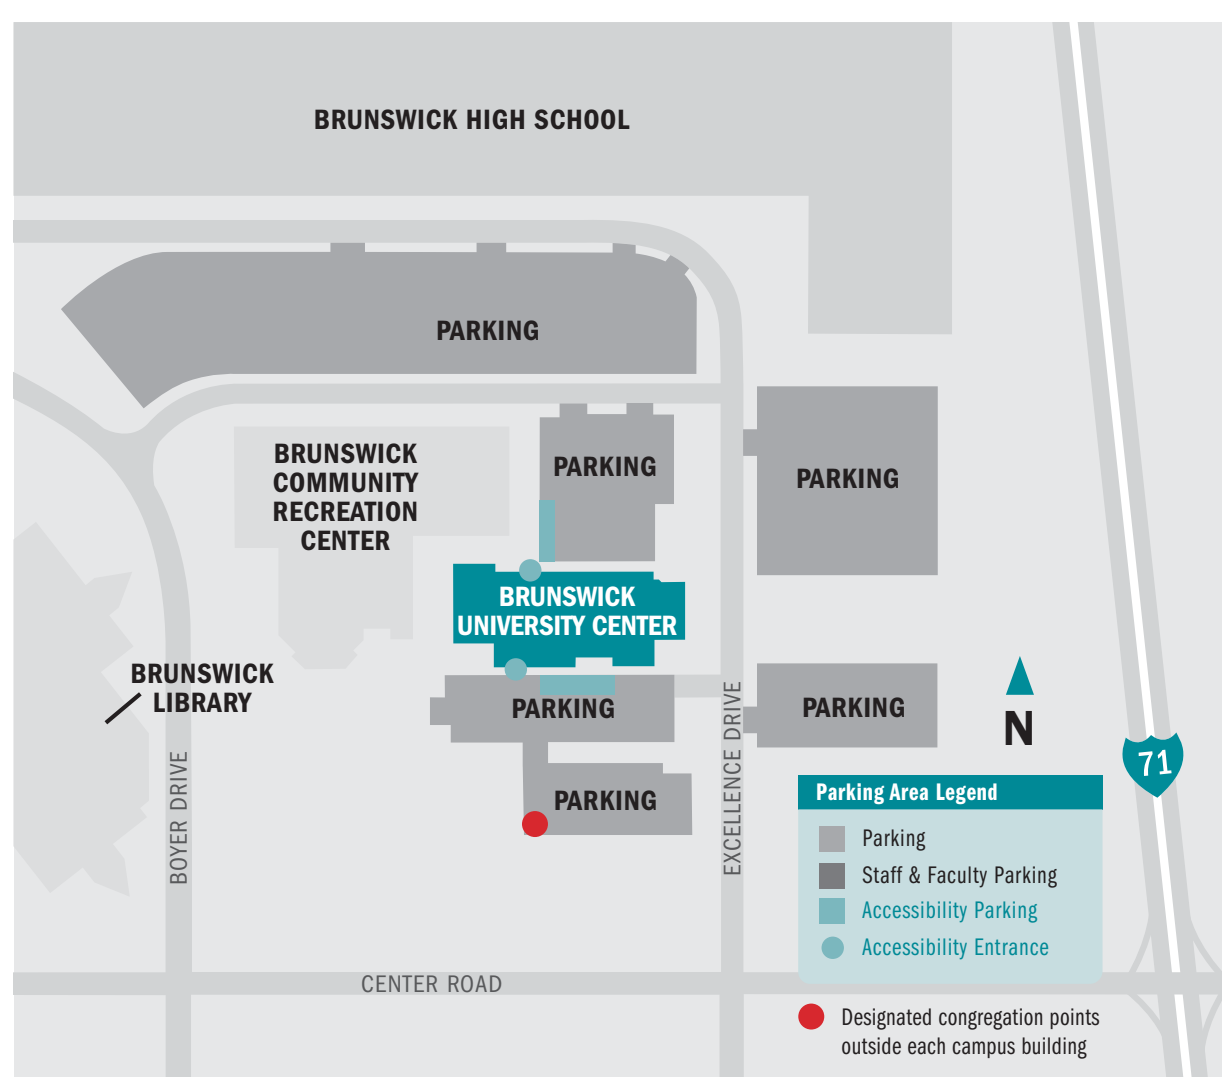 BRUNSWICK HIGH SCHOOL
PARKING
BRUNSWICK
COMMUNITY
RECREATION
CENTER
PARKING
PARKING
BRUNSWICK
UNIVERSITY CENTER
BRUNSWICK
LIBRARY
PARKING
PARKING
PARKING
BOYER DRIVE
EXCELLENCE DRIVE
CENTER ROAD
N
71
Parking Area Legend
Parking
Staff & Faculty Parking
Accessibility Parking
Accessibility Entrance
Designated congregation points
outside each campus building